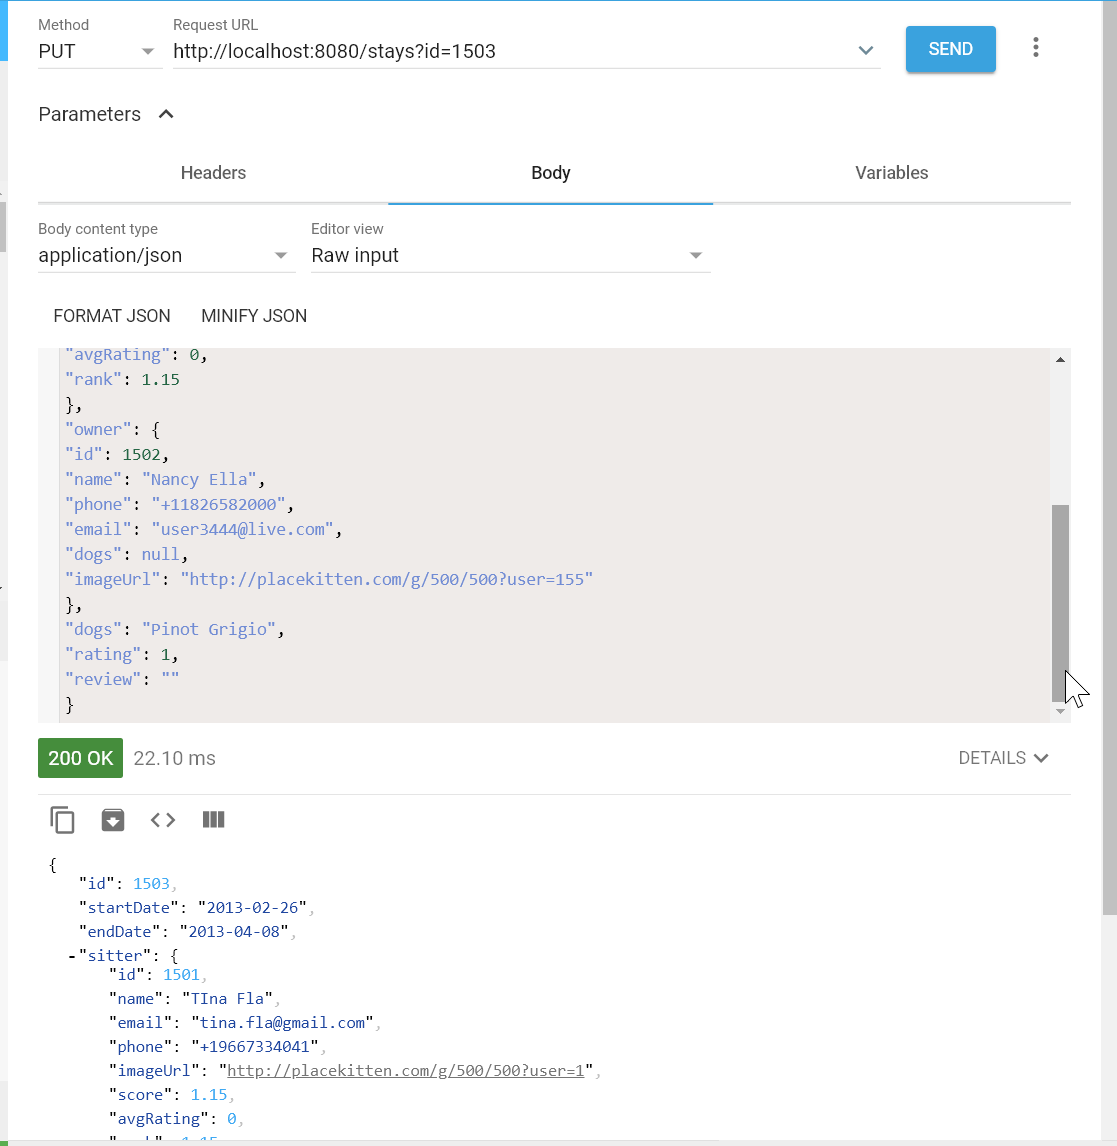 Method
Request URL
PUT
http://localhost:8080/stays?id=1503
SEND
Parameters
Headers
Body
Variables
Body content type
Editor view
application/json
Raw input
FORMAT JSON
MINIFY JSON
"avgRating": 0,
"rank": 1.15
},
"owner": {
"id": 1502,
"name": "Nancy Ella",
"phone": "+11826582000",
"email": "user3444@live.com",
"dogs": null,
"imageUrl": "http://placekitten.com/g/500/500?user=155"
},
"dogs": "Pinot Grigio",
"rating": 1,
"review": ""
}
200 OK
22.10 ms
DETAILS
{
"id": 1503,
"startDate": "2013-02-26",
"endDate": "2013-04-08",
-"sitter": {
"id": 1501,
"name": "TIna Fla",
"email": "tina.fla@gmail.com",
"phone": "+19667334041",
"imageUrl": "http://placekitten.com/g/500/500?user=1",
"score": 1.15,
"avgRating": 0,